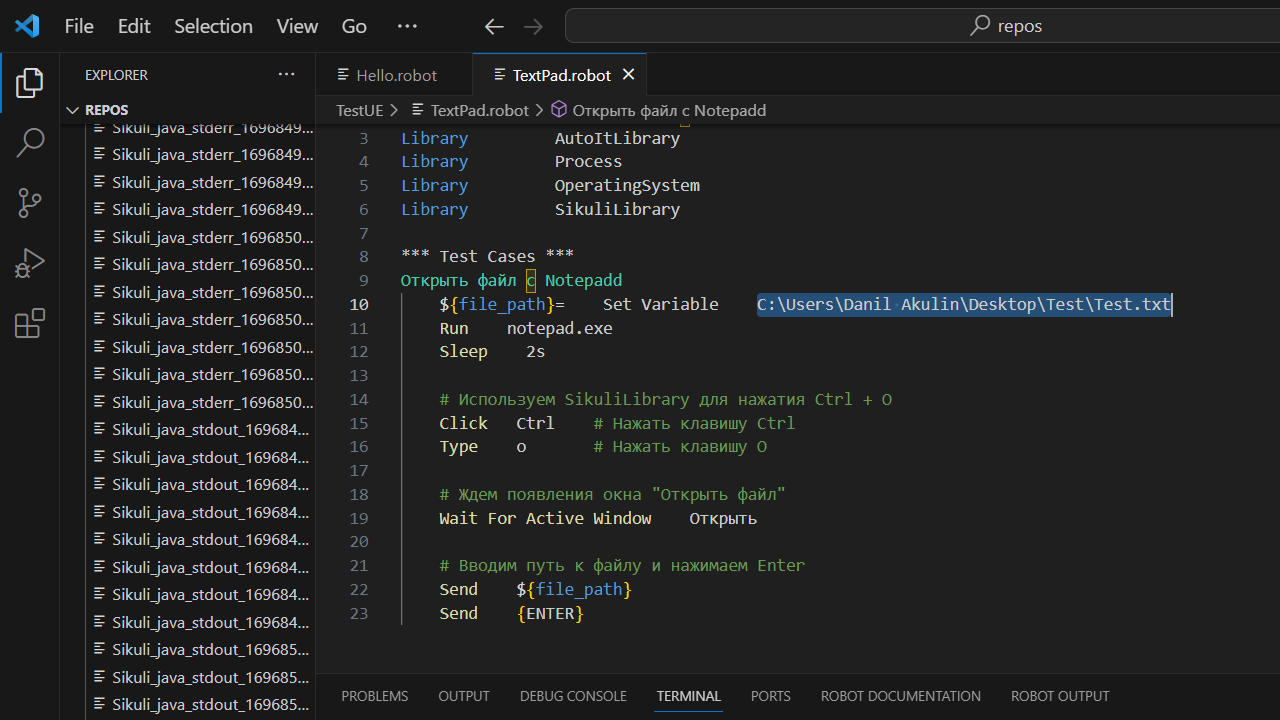 File Edit Selection View Go ··· repos
EXPLORER ···
REPOS
Sikuli_java_stderr_1696849...
Sikuli_java_stderr_1696849...
Sikuli_java_stderr_1696849...
Sikuli_java_stderr_1696849...
Sikuli_java_stderr_1696850...
Sikuli_java_stderr_1696850...
Sikuli_java_stderr_1696850...
Sikuli_java_stderr_1696850...
Sikuli_java_stderr_1696850...
Sikuli_java_stderr_1696850...
Sikuli_java_stderr_1696850...
Sikuli_java_stdout_169684...
Sikuli_java_stdout_169684...
Sikuli_java_stdout_169684...
Sikuli_java_stdout_169684...
Sikuli_java_stdout_169684...
Sikuli_java_stdout_169684...
Sikuli_java_stdout_169684...
Sikuli_java_stdout_169684...
Sikuli_java_stdout_169685...
Sikuli_java_stdout_169685...
Sikuli_java_stdout_169685...
Hello.robot TextPad.robot
TestUE > TextPad.robot > Открыть файл с Notepadd
3 Library AutoItLibrary
4 Library Process
5 Library OperatingSystem
6 Library SikuliLibrary
7
8 *** Test Cases ***
9 Открыть файл с Notepadd
10 ${file_path}= Set Variable C:\Users\Danil Akulin\Desktop\Test\Test.txt
11 Run notepad.exe
12 Sleep 2s
13
14 # Используем SikuliLibrary для нажатия Ctrl + O
15 Click Ctrl # Нажать клавишу Ctrl
16 Type o # Нажать клавишу O
17
18 # Ждем появления окна "Открыть файл"
19 Wait For Active Window Открыть
20
21 # Вводим путь к файлу и нажимаем Enter
22 Send ${file_path}
23 Send {ENTER}
PROBLEMS OUTPUT DEBUG CONSOLE TERMINAL PORTS ROBOT DOCUMENTATION ROBOT OUTPUT